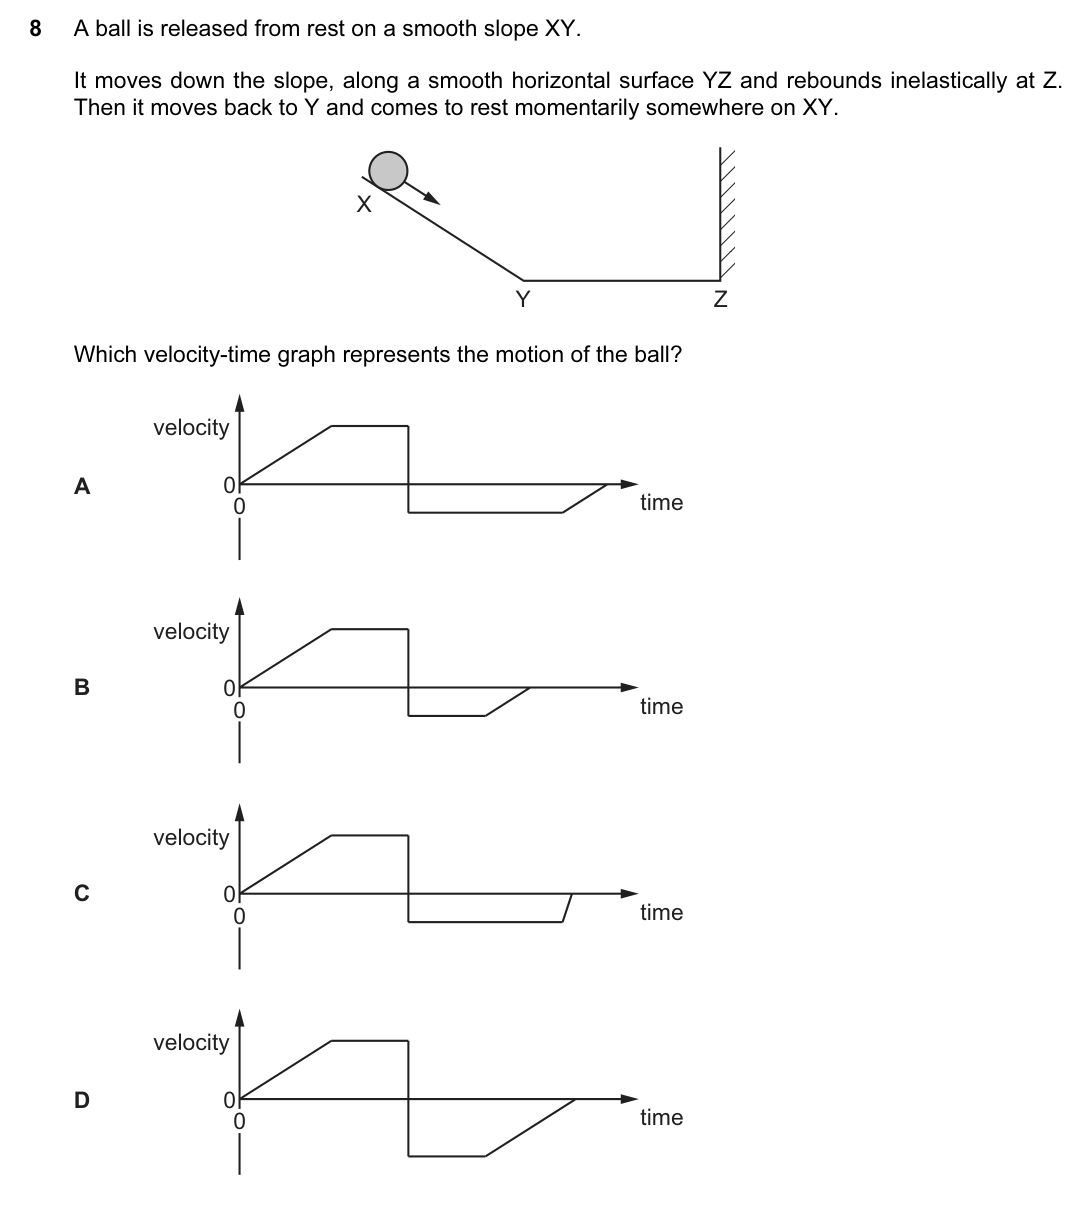 8 A ball is released from rest on a smooth slope XY.
It moves down the slope, along a smooth horizontal surface YZ and rebounds inelastically at Z.
Then it moves back to Y and comes to rest momentarily somewhere on XY.
X
Y
Z
Which velocity-time graph represents the motion of the ball?
velocity
A
0
0
time
velocity
B
0
0
time
velocity
C
0
0
time
velocity
D
0
0
time